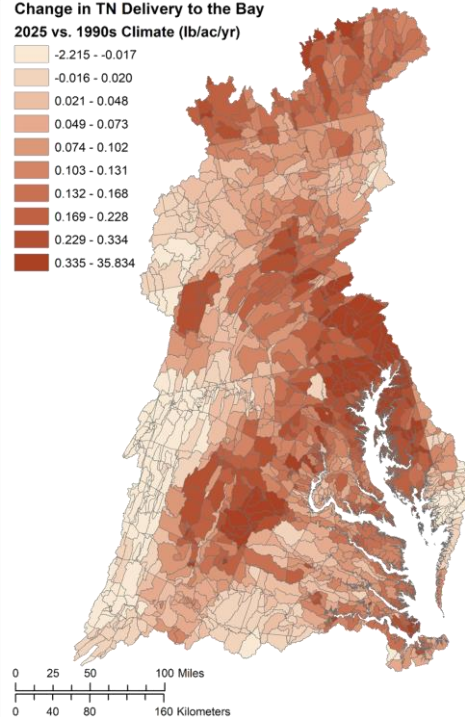 Change in TN Delivery to the Bay
2025 vs. 1990s Climate (lb/ac/yr)
-2.215 - -0.017
-0.016 - 0.020
0.021 - 0.048
0.049 - 0.073
0.074 - 0.102
0.103 - 0.131
0.132 - 0.168
0.169 - 0.228
0.229 - 0.334
0.335 - 35.834
0 25 50 100 Miles
0 40 80 160 Kilometers